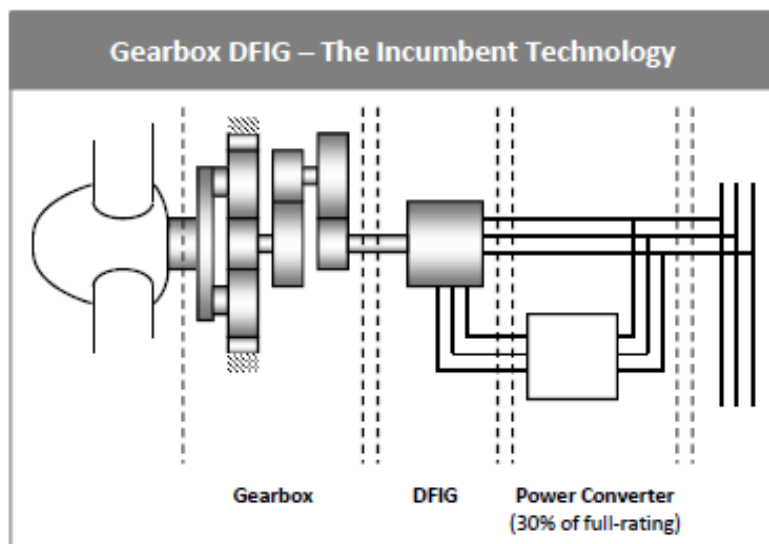 Gearbox DFIG – The Incumbent Technology
Gearbox
DFIG
Power Converter
(30% of full-rating)